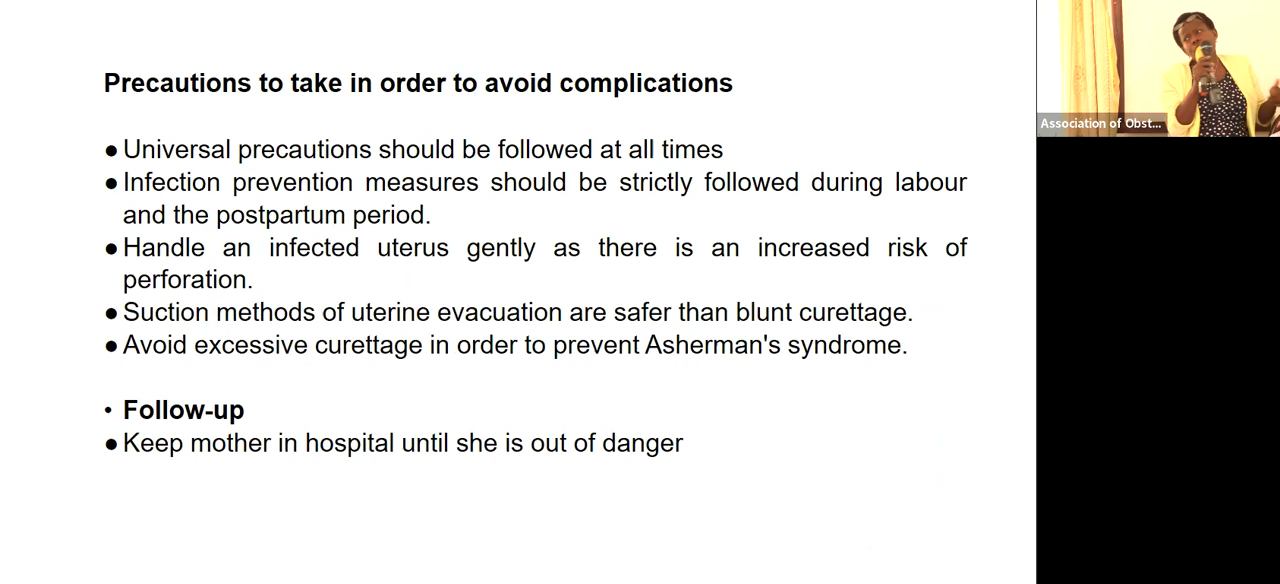 Precautions to take in order to avoid complications
● Universal precautions should be followed at all times
● Infection prevention measures should be strictly followed during labour
and the postpartum period.
● Handle an infected uterus gently as there is an increased risk of
perforation.
● Suction methods of uterine evacuation are safer than blunt curettage.
● Avoid excessive curettage in order to prevent Asherman's syndrome.
• Follow-up
● Keep mother in hospital until she is out of danger
Association of Obst...